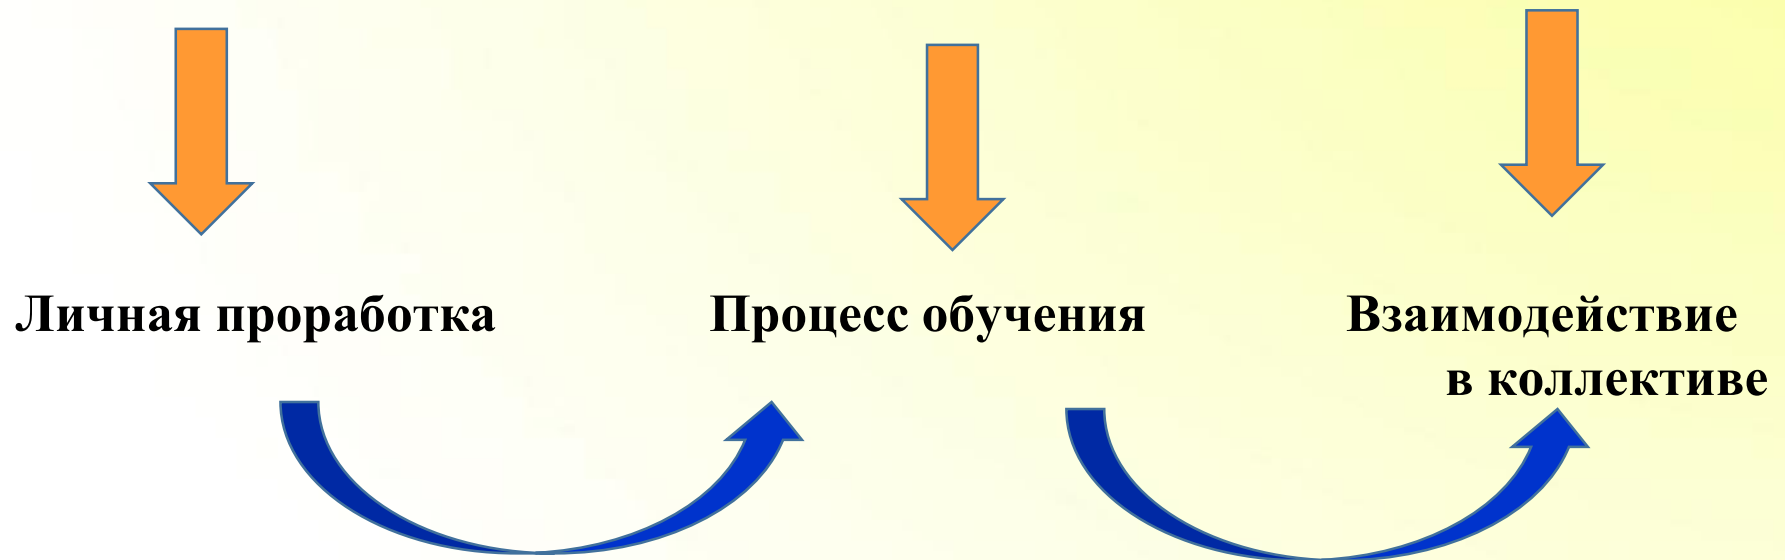 Личная проработка
Процесс обучения
Взаимодействие
в коллективе